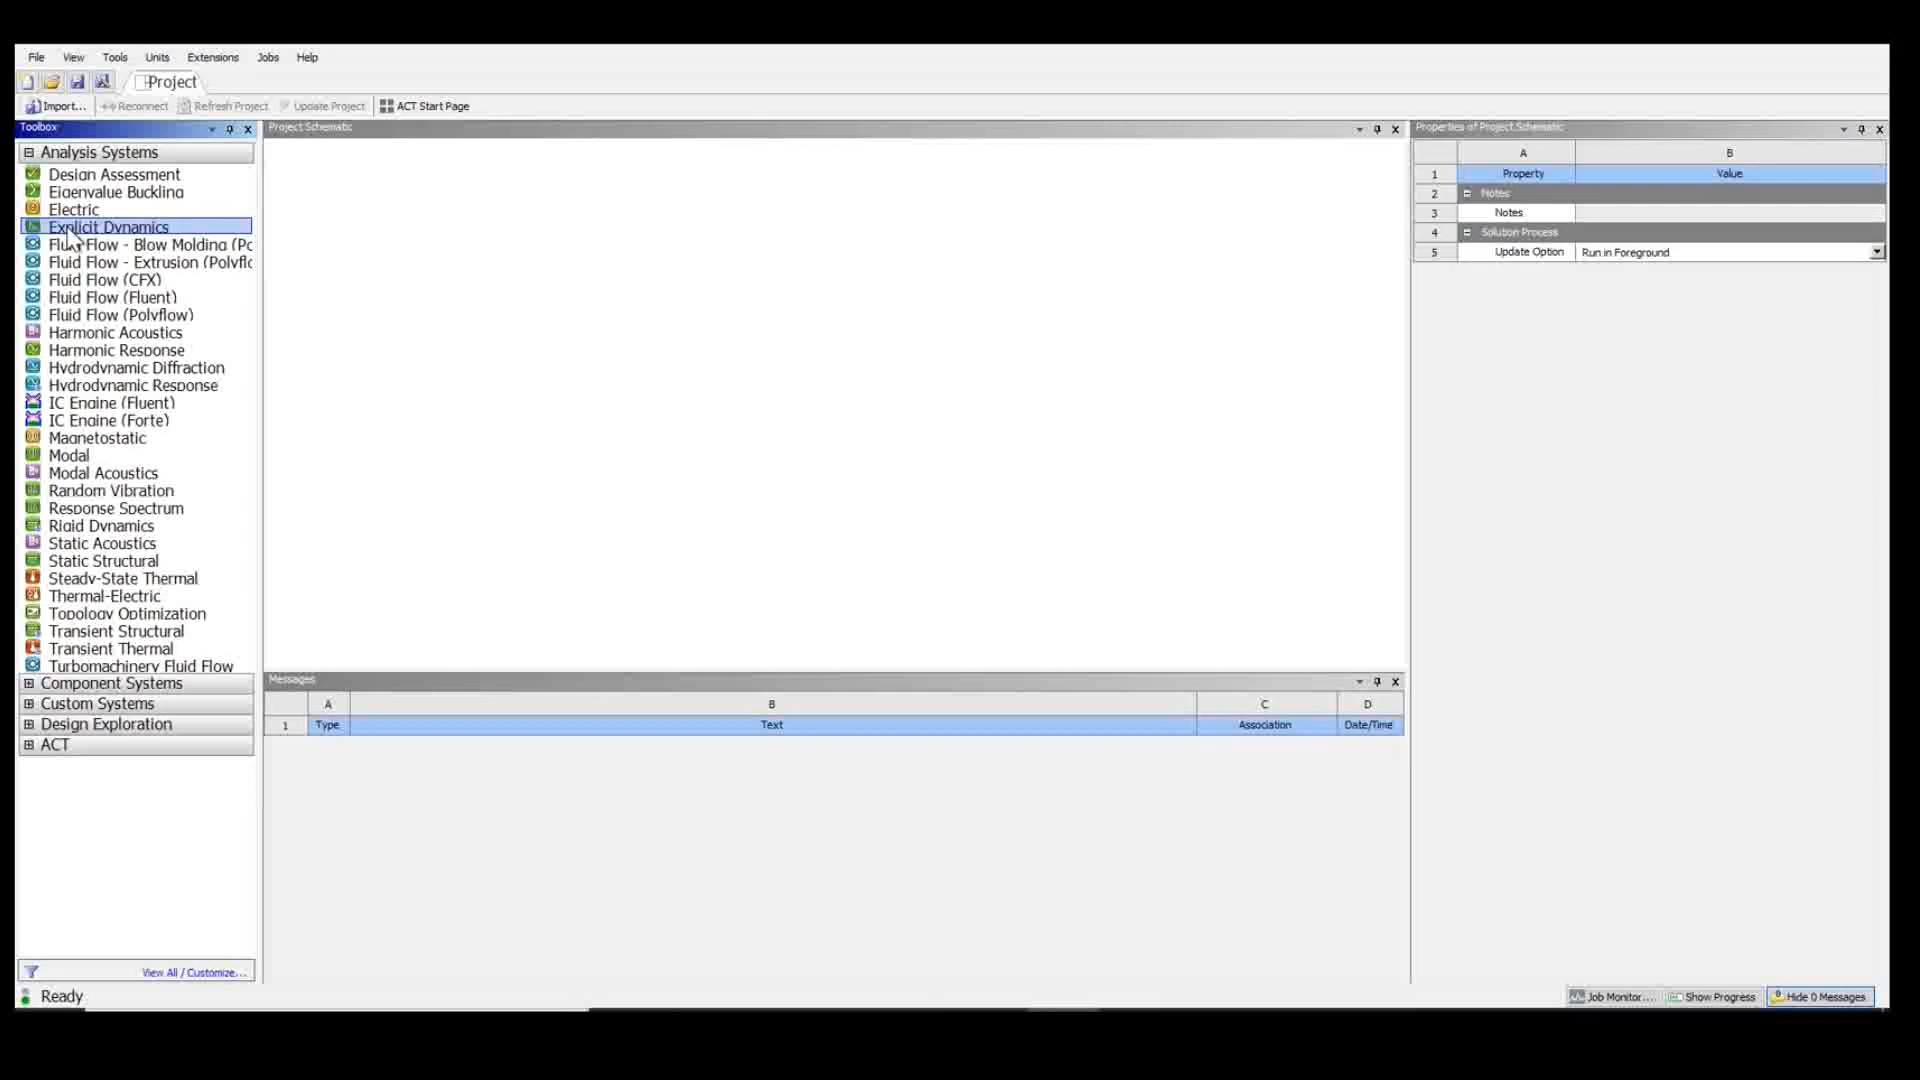 File View Tools Units Extensions Jobs Help
Project
Import... Reconnect Refresh Project Update Project ACT Start Page
Toolbox
Analysis Systems
Design Assessment
Eigenvalue Buckling
Electric
Explicit Dynamics
Fluid Flow - Blow Molding (Po
Fluid Flow - Extrusion (Polyflo
Fluid Flow (CFX)
Fluid Flow (Fluent)
Fluid Flow (Polyflow)
Harmonic Acoustics
Harmonic Response
Hydrodynamic Diffraction
Hydrodynamic Response
IC Engine (Fluent)
IC Engine (Forte)
Magnetostatic
Modal
Modal Acoustics
Random Vibration
Response Spectrum
Rigid Dynamics
Static Acoustics
Static Structural
Steady-State Thermal
Thermal-Electric
Topology Optimization
Transient Structural
Transient Thermal
Turbomachinery Fluid Flow
Component Systems
Custom Systems
Design Exploration
ACT
View All / Customize...
Project Schematic
Messages
A B C D
1 Type Text Association Date/Time
Properties of Project Schematic
A B
1 Property Value
2 Notes
3 Notes
4 Solution Process
5 Update Option Run in Foreground
Ready
Job Monitor... Show Progress Hide 0 Messages